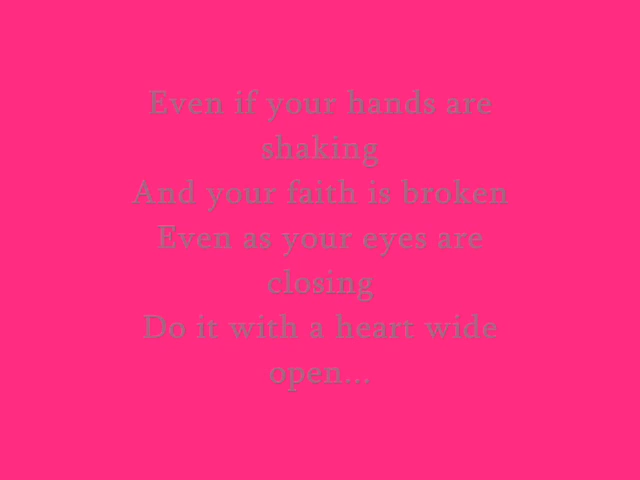 Even if your hands are
shaking
And your faith is broken
Even as your eyes are
closing
Do it with a heart wide
open...